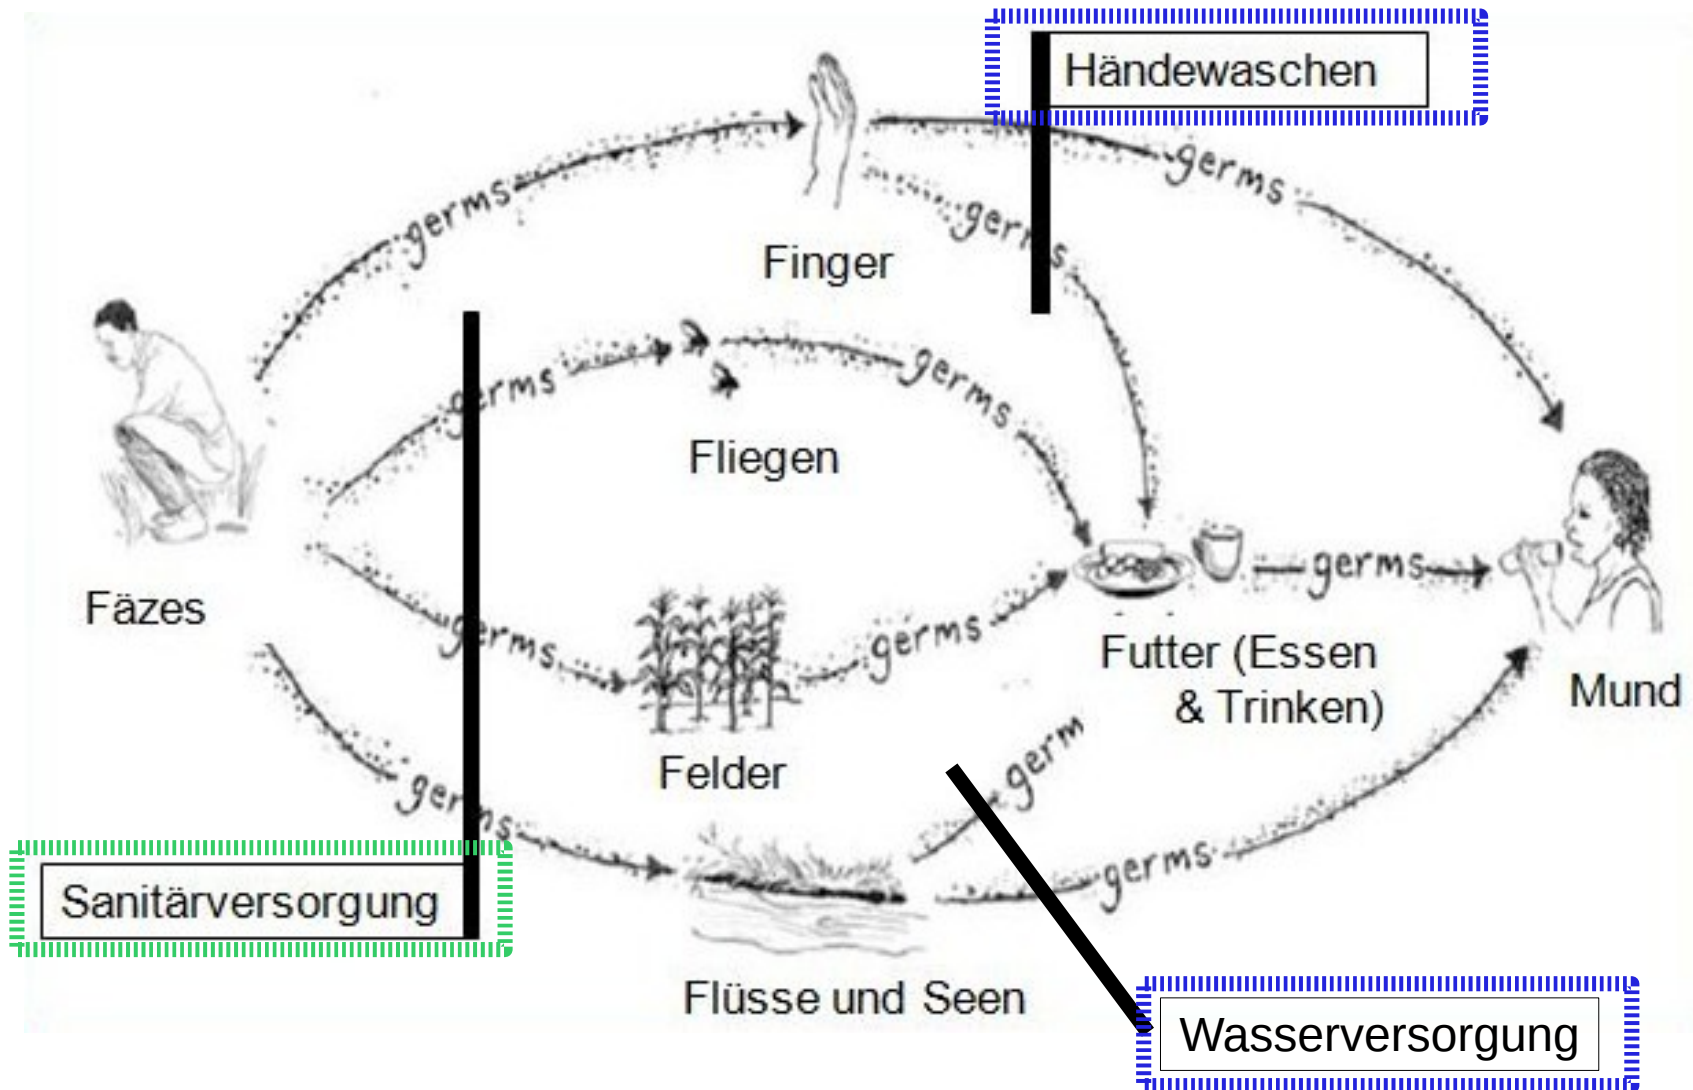 Händewaschen
germs
germs
germs
Finger
germs
germs
Fliegen
Fäzes
germs
germs
germs
Futter (Essen
& Trinken)
Mund
Felder
germ
germs
germs
Sanitärversorgung
Flüsse und Seen
Wasserversorgung